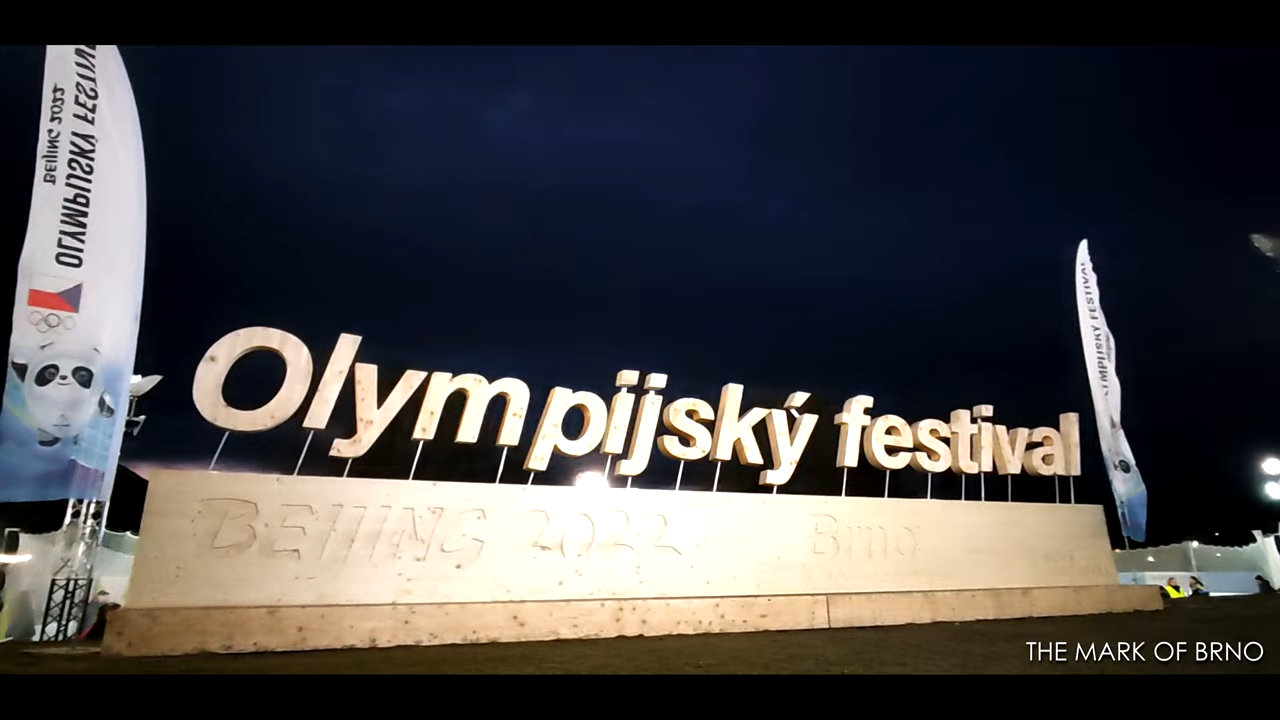 BEIJING 2022
OLYMPIJSKÝ FESTIVAL
Olympijský festival
BEIJING 2022 Brno
OLYMPIJSKÝ FESTIVAL
THE MARK OF BRNO